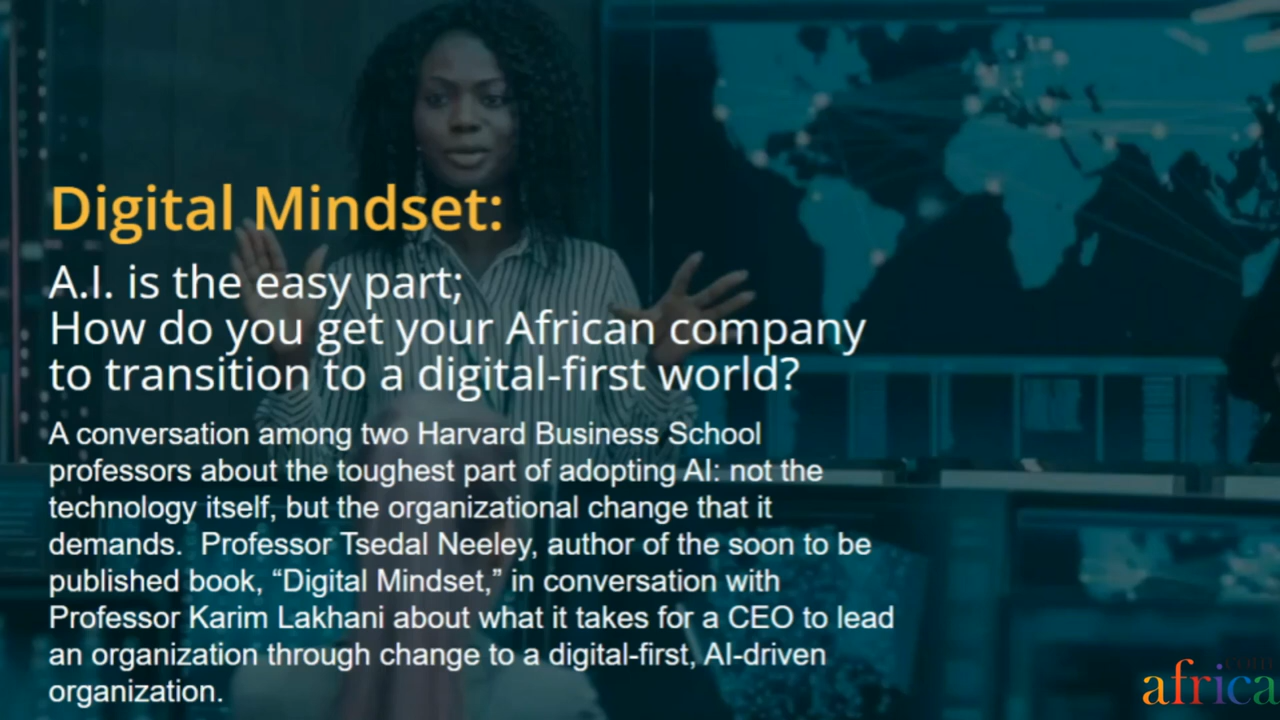 Digital Mindset:
A.I. is the easy part;
How do you get your African company
to transition to a digital-first world?
A conversation among two Harvard Business School
professors about the toughest part of adopting AI: not the
technology itself, but the organizational change that it
demands.  Professor Tsedal Neeley, author of the soon to be
published book, “Digital Mindset,” in conversation with
Professor Karim Lakhani about what it takes for a CEO to lead
an organization through change to a digital-first, AI-driven
organization.
.com
africa